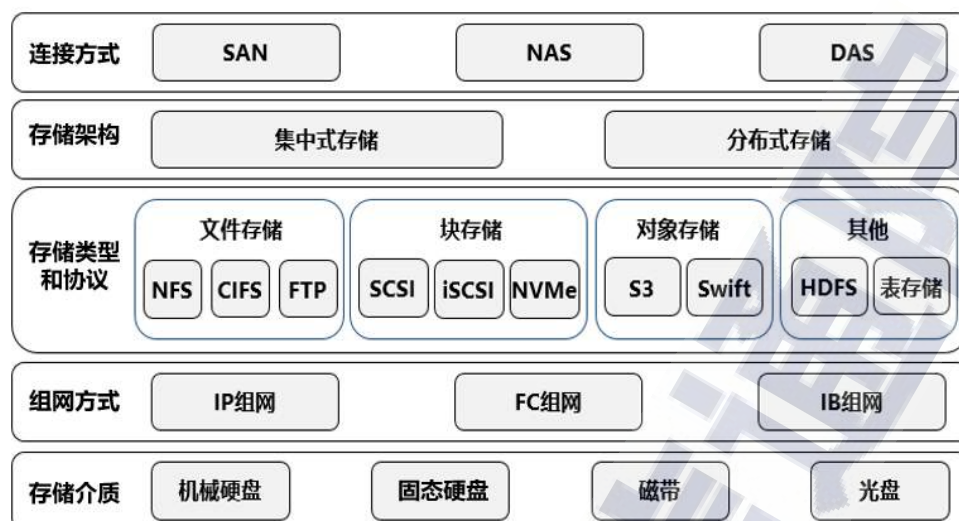 连接方式 SAN NAS DAS
存储架构 集中式存储 分布式存储
文件存储 块存储 对象存储 其他
存储类型
和协议
NFS CIFS FTP SCSI iSCSI NVMe S3 Swift HDFS 表存储
组网方式 IP组网 FC组网 IB组网
存储介质 机械硬盘 固态硬盘 磁带 光盘